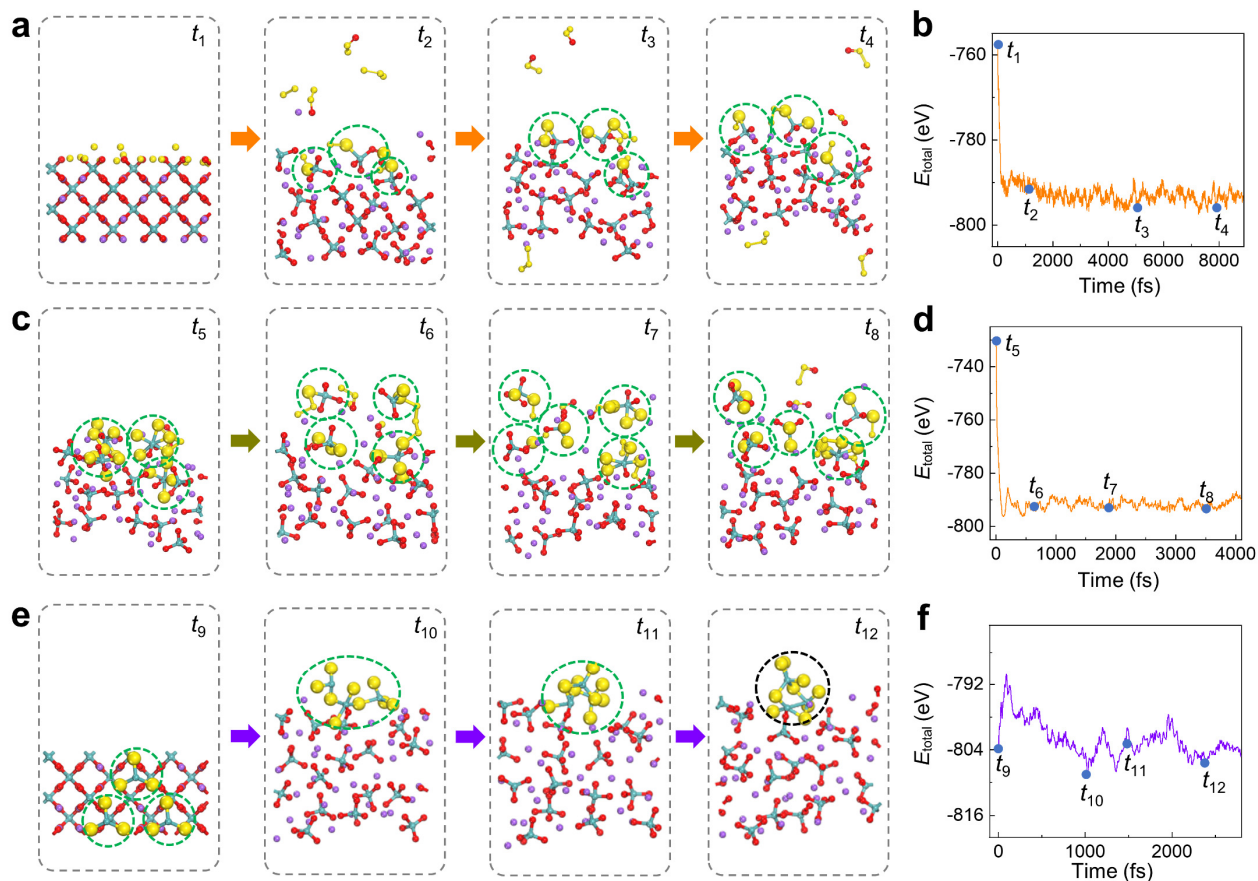 a
t1
t2
t3
t4
b
-760
-780
-800
Etotal (eV)
t1
t2
t3
t4
0 2000 4000 6000 8000
Time (fs)
c
t5
t6
t7
t8
d
-740
-760
-780
-800
Etotal (eV)
t5
t6
t7
t8
0 1000 2000 3000 4000
Time (fs)
e
t9
t10
t11
t12
f
-792
-804
-816
Etotal (eV)
t9
t10
t11
t12
0 1000 2000
Time (fs)